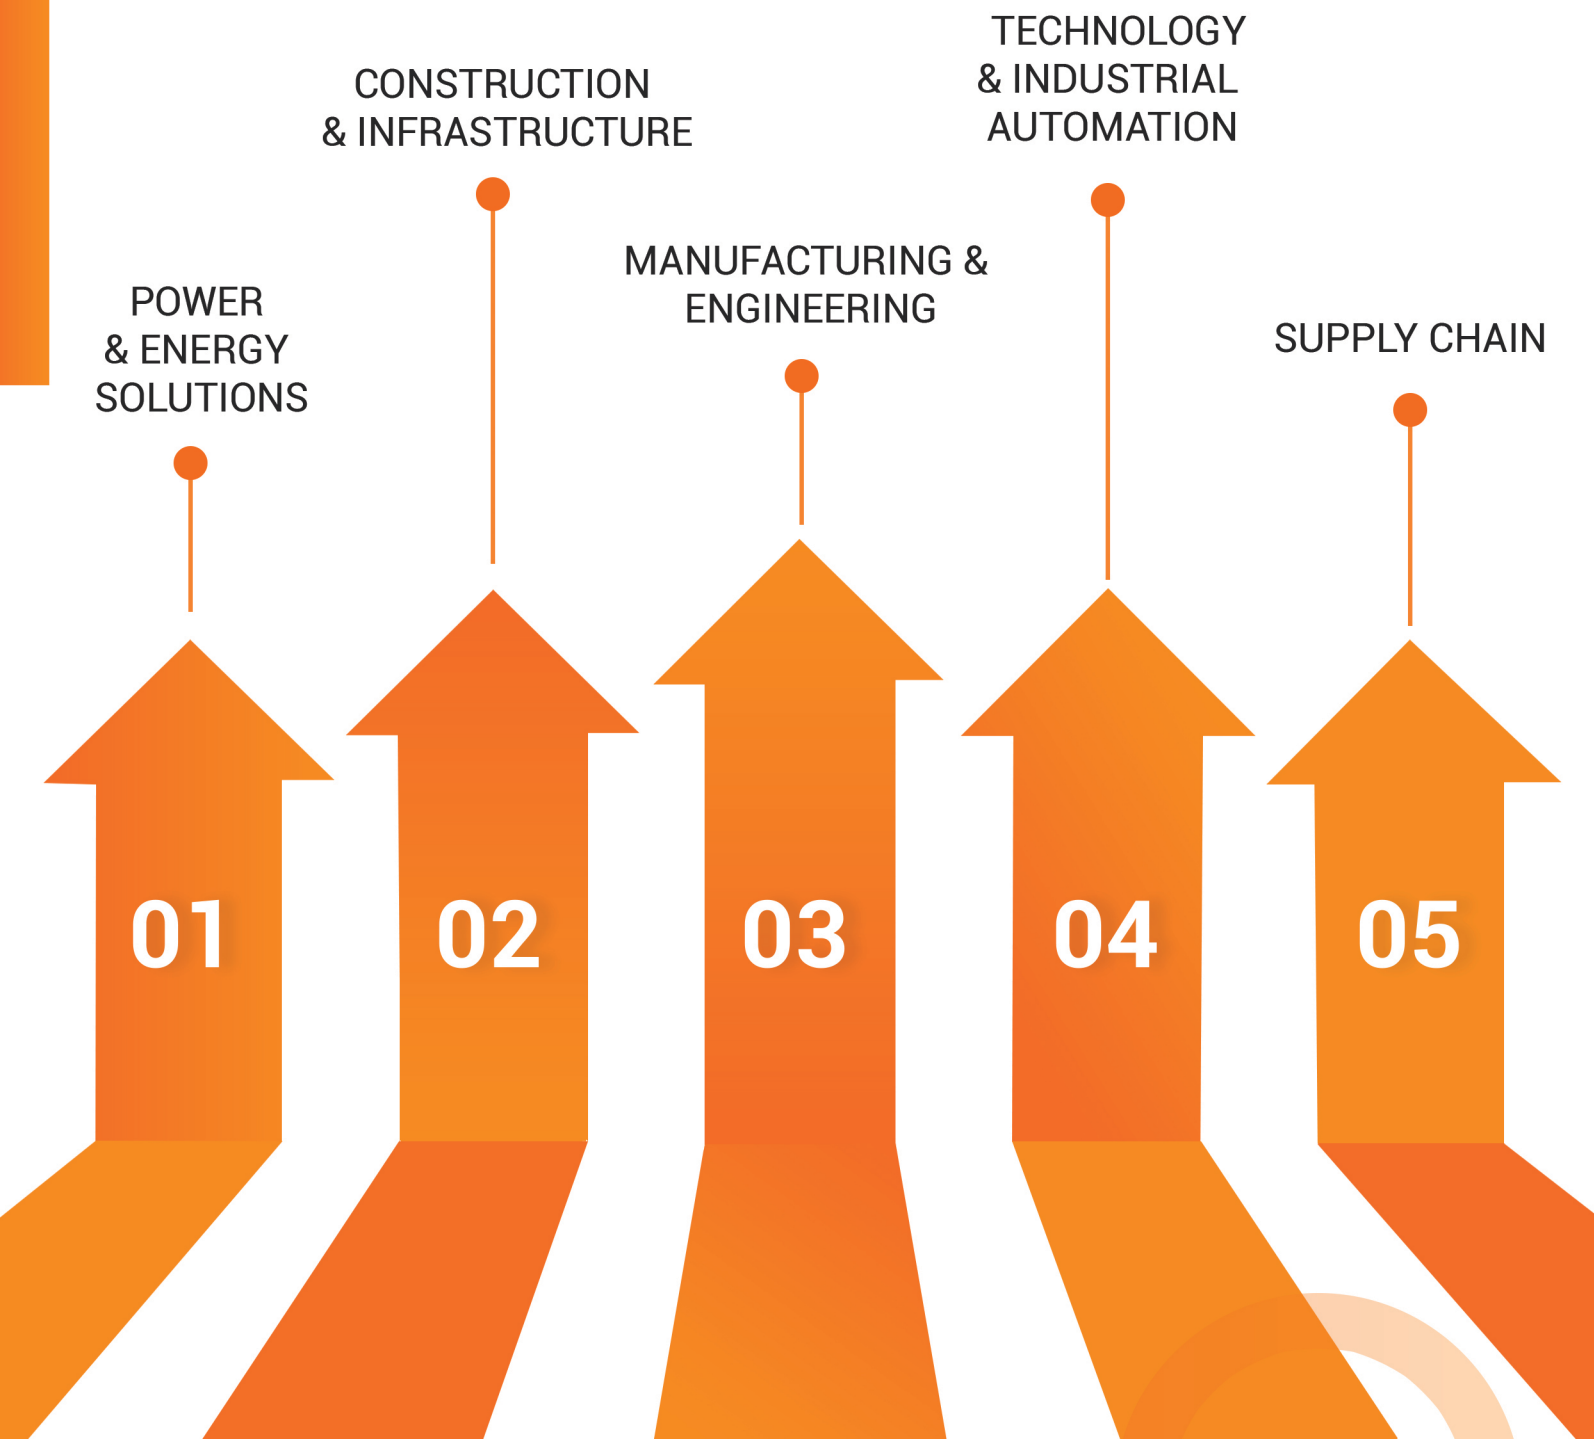 POWER
& ENERGY
SOLUTIONS
CONSTRUCTION
& INFRASTRUCTURE
MANUFACTURING &
ENGINEERING
TECHNOLOGY
& INDUSTRIAL
AUTOMATION
SUPPLY CHAIN
01
02
03
04
05